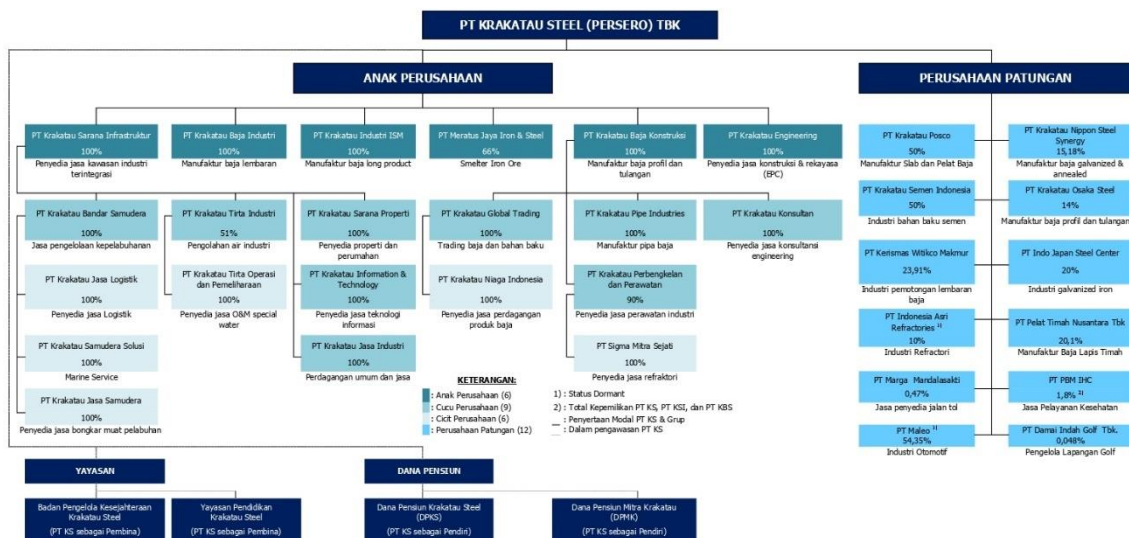 PT KRAKATAU STEEL (PERSERO) TBK
ANAK PERUSAHAAN
PT Krakatau Sarana Infrastruktur
100%
Penyedia jasa kawasan industri
terintegrasi
PT Krakatau Baja Industri
100%
Manufaktur baja lembaran
PT Krakatau Industri ISM
100%
Manufaktur baja long product
PT Meratus Jaya Iron & Steel
66%
Smelter Iron Ore
PT Krakatau Baja Konstruksi
100%
Manufaktur baja profil dan
tulangan
PT Krakatau Engineering
100%
Penyedia jasa konstruksi & rekayasa
(EPC)
PT Krakatau Bandar Samudera
100%
Jasa pengelolaan kepelabuhanan
PT Krakatau Tirta Industri
51%
Pengolahan air industri
PT Krakatau Sarana Properti
100%
Penyedia properti dan
perumahan
PT Krakatau Global Trading
100%
Trading baja dan bahan baku
PT Krakatau Pipe Industries
100%
Manufaktur pipa baja
PT Krakatau Konsultan
100%
Penyedia jasa konsultansi
engineering
PT Krakatau Jasa Logistik
100%
Penyedia jasa Logistik
PT Krakatau Tirta Operasi
dan Pemeliharaan
100%
Penyedia jasa O&M special
water
PT Krakatau Information &
Technology
100%
Penyedia jasa teknologi
informasi
PT Krakatau Niaga Indonesia
100%
Penyedia jasa perdagangan
produk baja
PT Krakatau Perbengkelan
dan Perawatan
90%
Penyedia jasa perawatan industri
PT Krakatau Samudera Solusi
100%
Marine Service
PT Krakatau Jasa Industri
100%
Perdagangan umum dan jasa
PT Sigma Mitra Sejati
100%
Penyedia jasa refraktori
PT Krakatau Jasa Samudera
100%
Penyedia jasa bongkar muat pelabuhan
KETERANGAN:
: Anak Perusahaan (6)
: Cucu Perusahaan (9)
: Cicit Perusahaan (6)
: Perusahaan Patungan (12)
1) : Status Dormant
2) : Total Kepemilikan PT KS, PT KSI, dan PT KBS
: Penyertaan Modal PT KS & Grup
: Dalam pengawasan PT KS
PERUSAHAAN PATUNGAN
PT Krakatau Posco
50%
Manufaktur Slab dan Pelat Baja
PT Krakatau Nippon Steel
Synergy
15,18%
Manufaktur baja galvanized &
annealed
PT Krakatau Semen Indonesia
50%
Industri bahan baku semen
PT Krakatau Osaka Steel
14%
Manufaktur baja profil dan tulangan
PT Kerismas Witikco Makmur
23,91%
Industri pemotongan lembaran
baja
PT Indo Japan Steel Center
20%
Industri galvanized iron
PT Indonesia Asri
Refractories 1)
10%
Industri Refractori
PT Pelat Timah Nusantara Tbk
20,1%
Manufaktur Baja Lapis Timah
PT Marga Mandalasakti
0,47%
Jasa penyedia jalan tol
PT PBM IHC
1,8% 2)
Jasa Pelayanan Kesehatan
PT Maleo 1)
54,35%
Industri Otomotif
PT Damai Indah Golf Tbk.
0,048%
Pengelola Lapangan Golf
YAYASAN
Badan Pengelola Kesejahteraan
Krakatau Steel
(PT KS sebagai Pembina)
Yayasan Pendidikan
Krakatau Steel
(PT KS sebagai Pembina)
DANA PENSIUN
Dana Pensiun Krakatau Steel
(DPKS)
(PT KS sebagai Pendiri)
Dana Pensiun Mitra Krakatau
(DPMK)
(PT KS sebagai Pendiri)